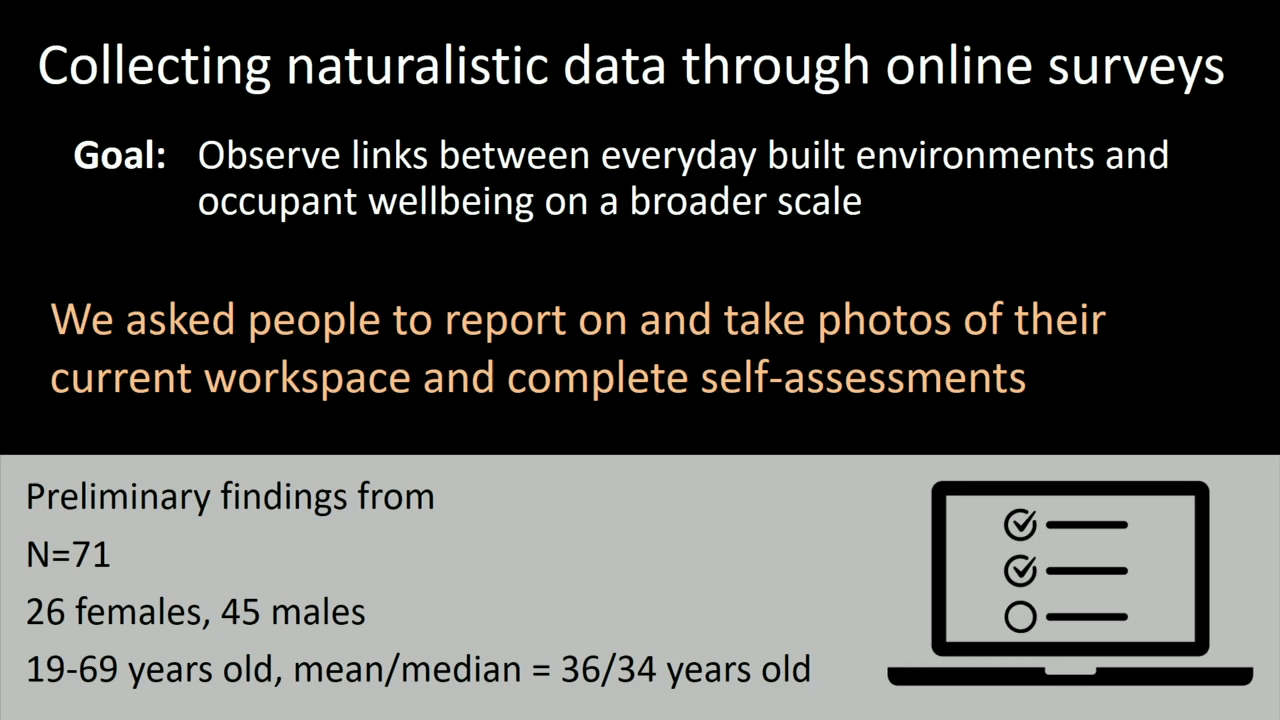 Collecting naturalistic data through online surveys
Goal: Observe links between everyday built environments and
occupant wellbeing on a broader scale
We asked people to report on and take photos of their
current workspace and complete self-assessments
Preliminary findings from
N=71
26 females, 45 males
19-69 years old, mean/median = 36/34 years old